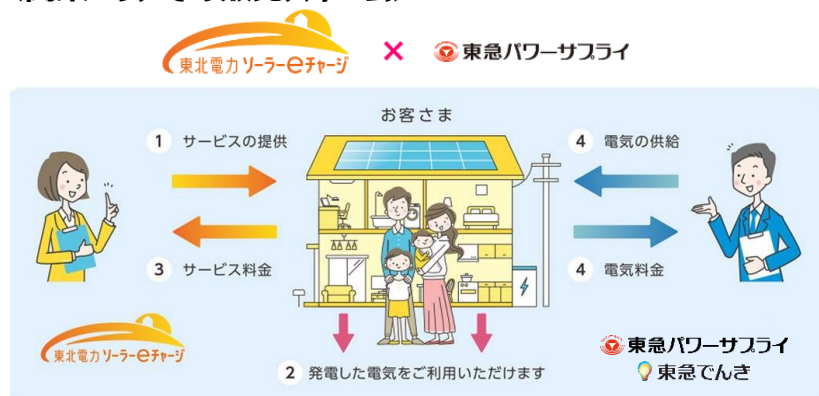 東北電力 ソーラーeチャージ × 東急パワーサプライ
お客さま
1 サービスの提供
4 電気の供給
3 サービス料金
4 電気料金
東北電力 ソーラーeチャージ
東急パワーサプライ
東急でんき
2 発電した電気をご利用いただけます